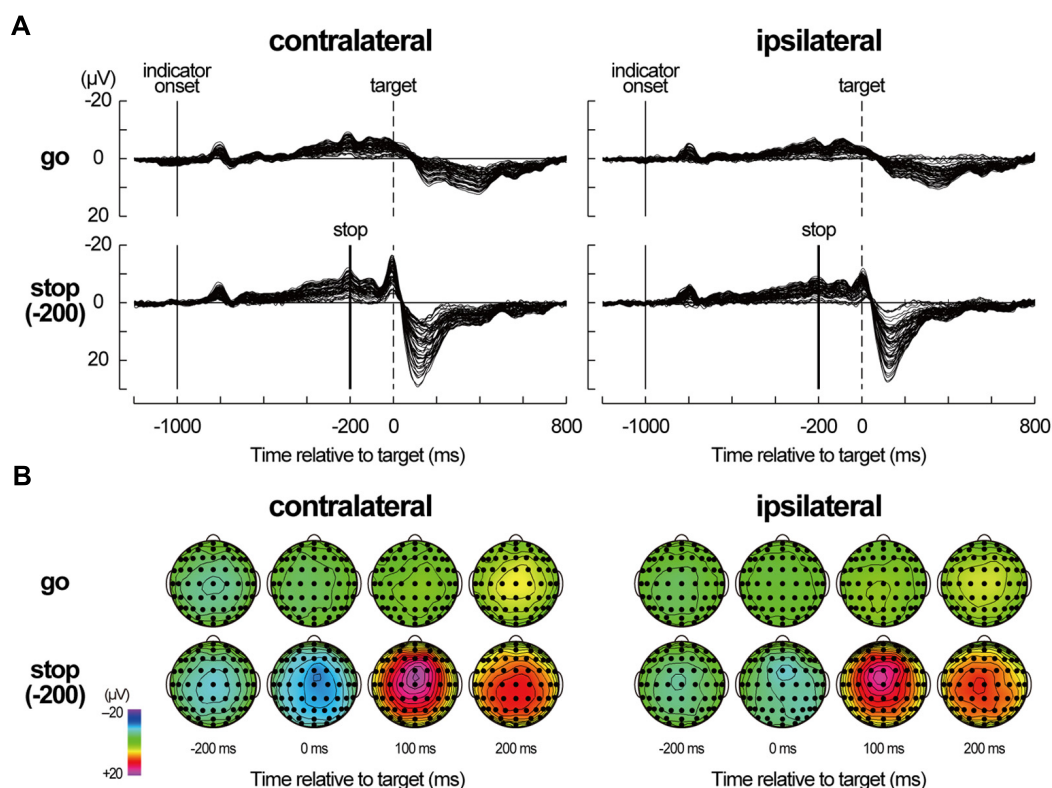 A
contralateral
ipsilateral
indicator
onset
target
indicator
onset
target
(µV)
-20
0
20
go
stop
stop
-20
0
20
stop
(-200)
-1000
-200
0
800
-1000
-200
0
800
Time relative to target (ms)
Time relative to target (ms)
B
contralateral
ipsilateral
go
stop
(-200)
(µV)
–20
+20
-200 ms
0 ms
100 ms
200 ms
-200 ms
0 ms
100 ms
200 ms
Time relative to target (ms)
Time relative to target (ms)